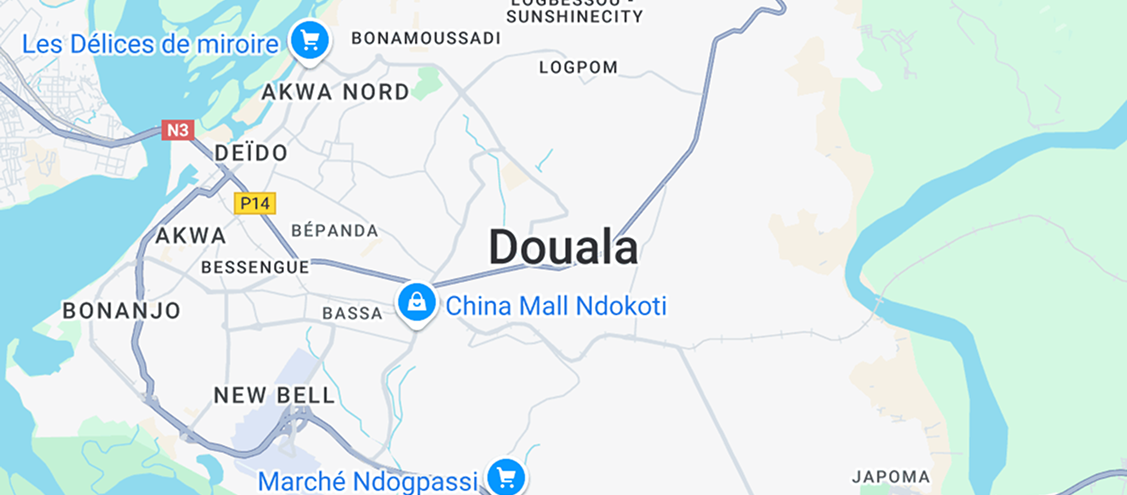 LOGBESSOU -
SUNSHINECITY
Les Délices de miroire
BONAMOUSSADI
LOGPOM
AKWA NORD
N3
DEÏDO
P14
AKWA
BÉPANDA
Douala
BESSENGUE
BONANJO
BASSA
China Mall Ndokoti
NEW BELL
Marché Ndogpassi
JAPOMA